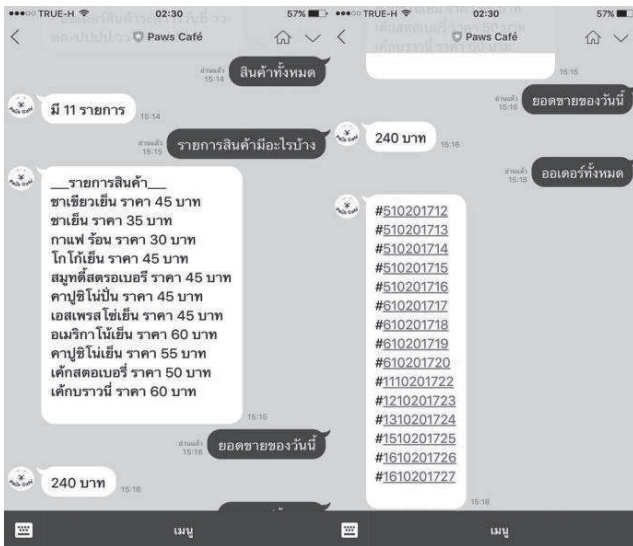 ●●●○○ TRUE-H 02:30 57%
Paws Café
อ่านแล้ว
15:14
สินค้าทั้งหมด
มี 11 รายการ
15:14
อ่านแล้ว
15:15
รายการสินค้ามีอะไรบ้าง
___รายการสินค้า___
ชาเขียวเย็น ราคา 45 บาท
ชาเย็น ราคา 35 บาท
กาแฟ ร้อน ราคา 30 บาท
โกโก้เย็น ราคา 45 บาท
สมูทตี้สตรอเบอรี ราคา 45 บาท
คาปูชิโน่ปั่น ราคา 45 บาท
เอสเพรสโซ่เย็น ราคา 45 บาท
อเมริกาโน้เย็น ราคา 60 บาท
คาปูชิโน่เย็น ราคา 55 บาท
เค้กสตอเบอรี่ ราคา 50 บาท
เค้กบราวนี่ ราคา 60 บาท
15:16
อ่านแล้ว
15:16
ยอดขายของวันนี้
240 บาท
15:16
เมนู
●●●○○ TRUE-H 02:30 57%
Paws Café
15:15
อ่านแล้ว
15:16
ยอดขายของวันนี้
240 บาท
15:16
อ่านแล้ว
15:18
ออเดอร์ทั้งหมด
#510201712
#510201713
#510201714
#510201715
#510201716
#610201717
#610201718
#610201719
#610201720
#1110201722
#1210201723
#1310201724
#1510201725
#1610201726
#1610201727
15:18
เมนู